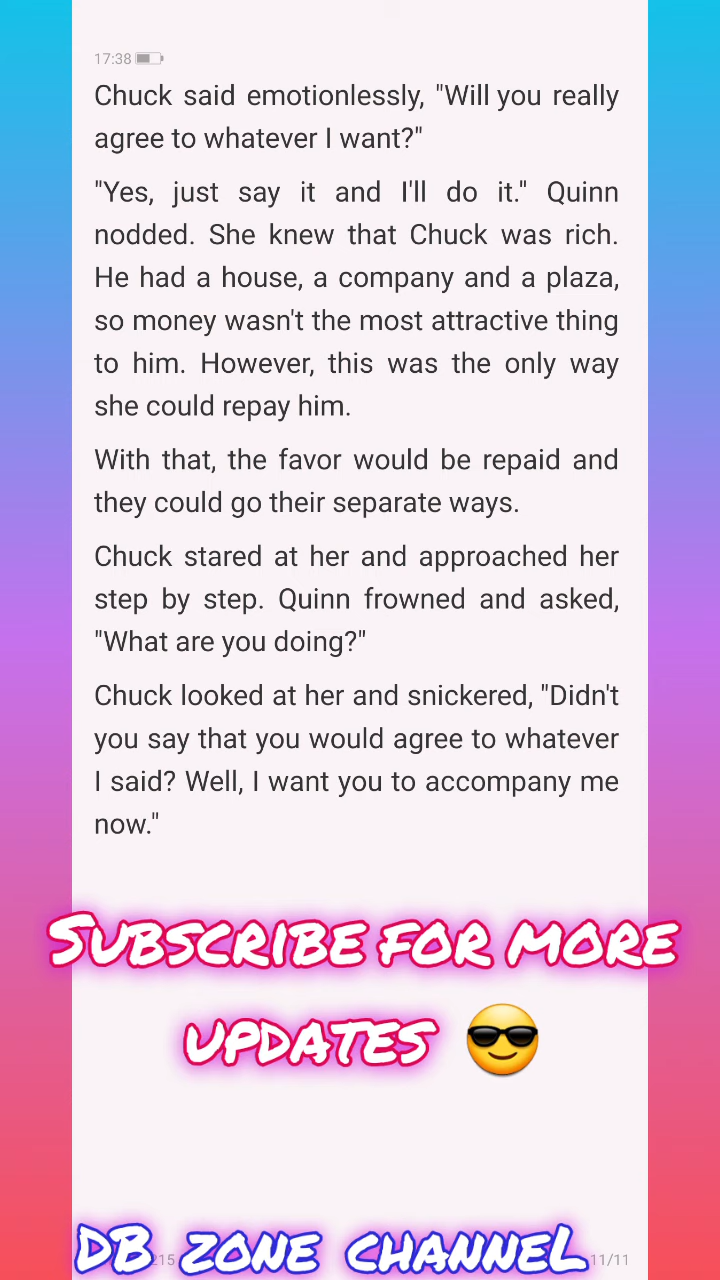 17:38
Chuck said emotionlessly, "Will you really
agree to whatever I want?"
"Yes, just say it and I'll do it." Quinn
nodded. She knew that Chuck was rich.
He had a house, a company and a plaza,
so money wasn't the most attractive thing
to him. However, this was the only way
she could repay him.
With that, the favor would be repaid and
they could go their separate ways.
Chuck stared at her and approached her
step by step. Quinn frowned and asked,
"What are you doing?"
Chuck looked at her and snickered, "Didn't
you say that you would agree to whatever
I said? Well, I want you to accompany me
now."
SUBSCRIBE FOR MORE
UPDATES 😎
DB ZONE CHANNEL
215 11/11